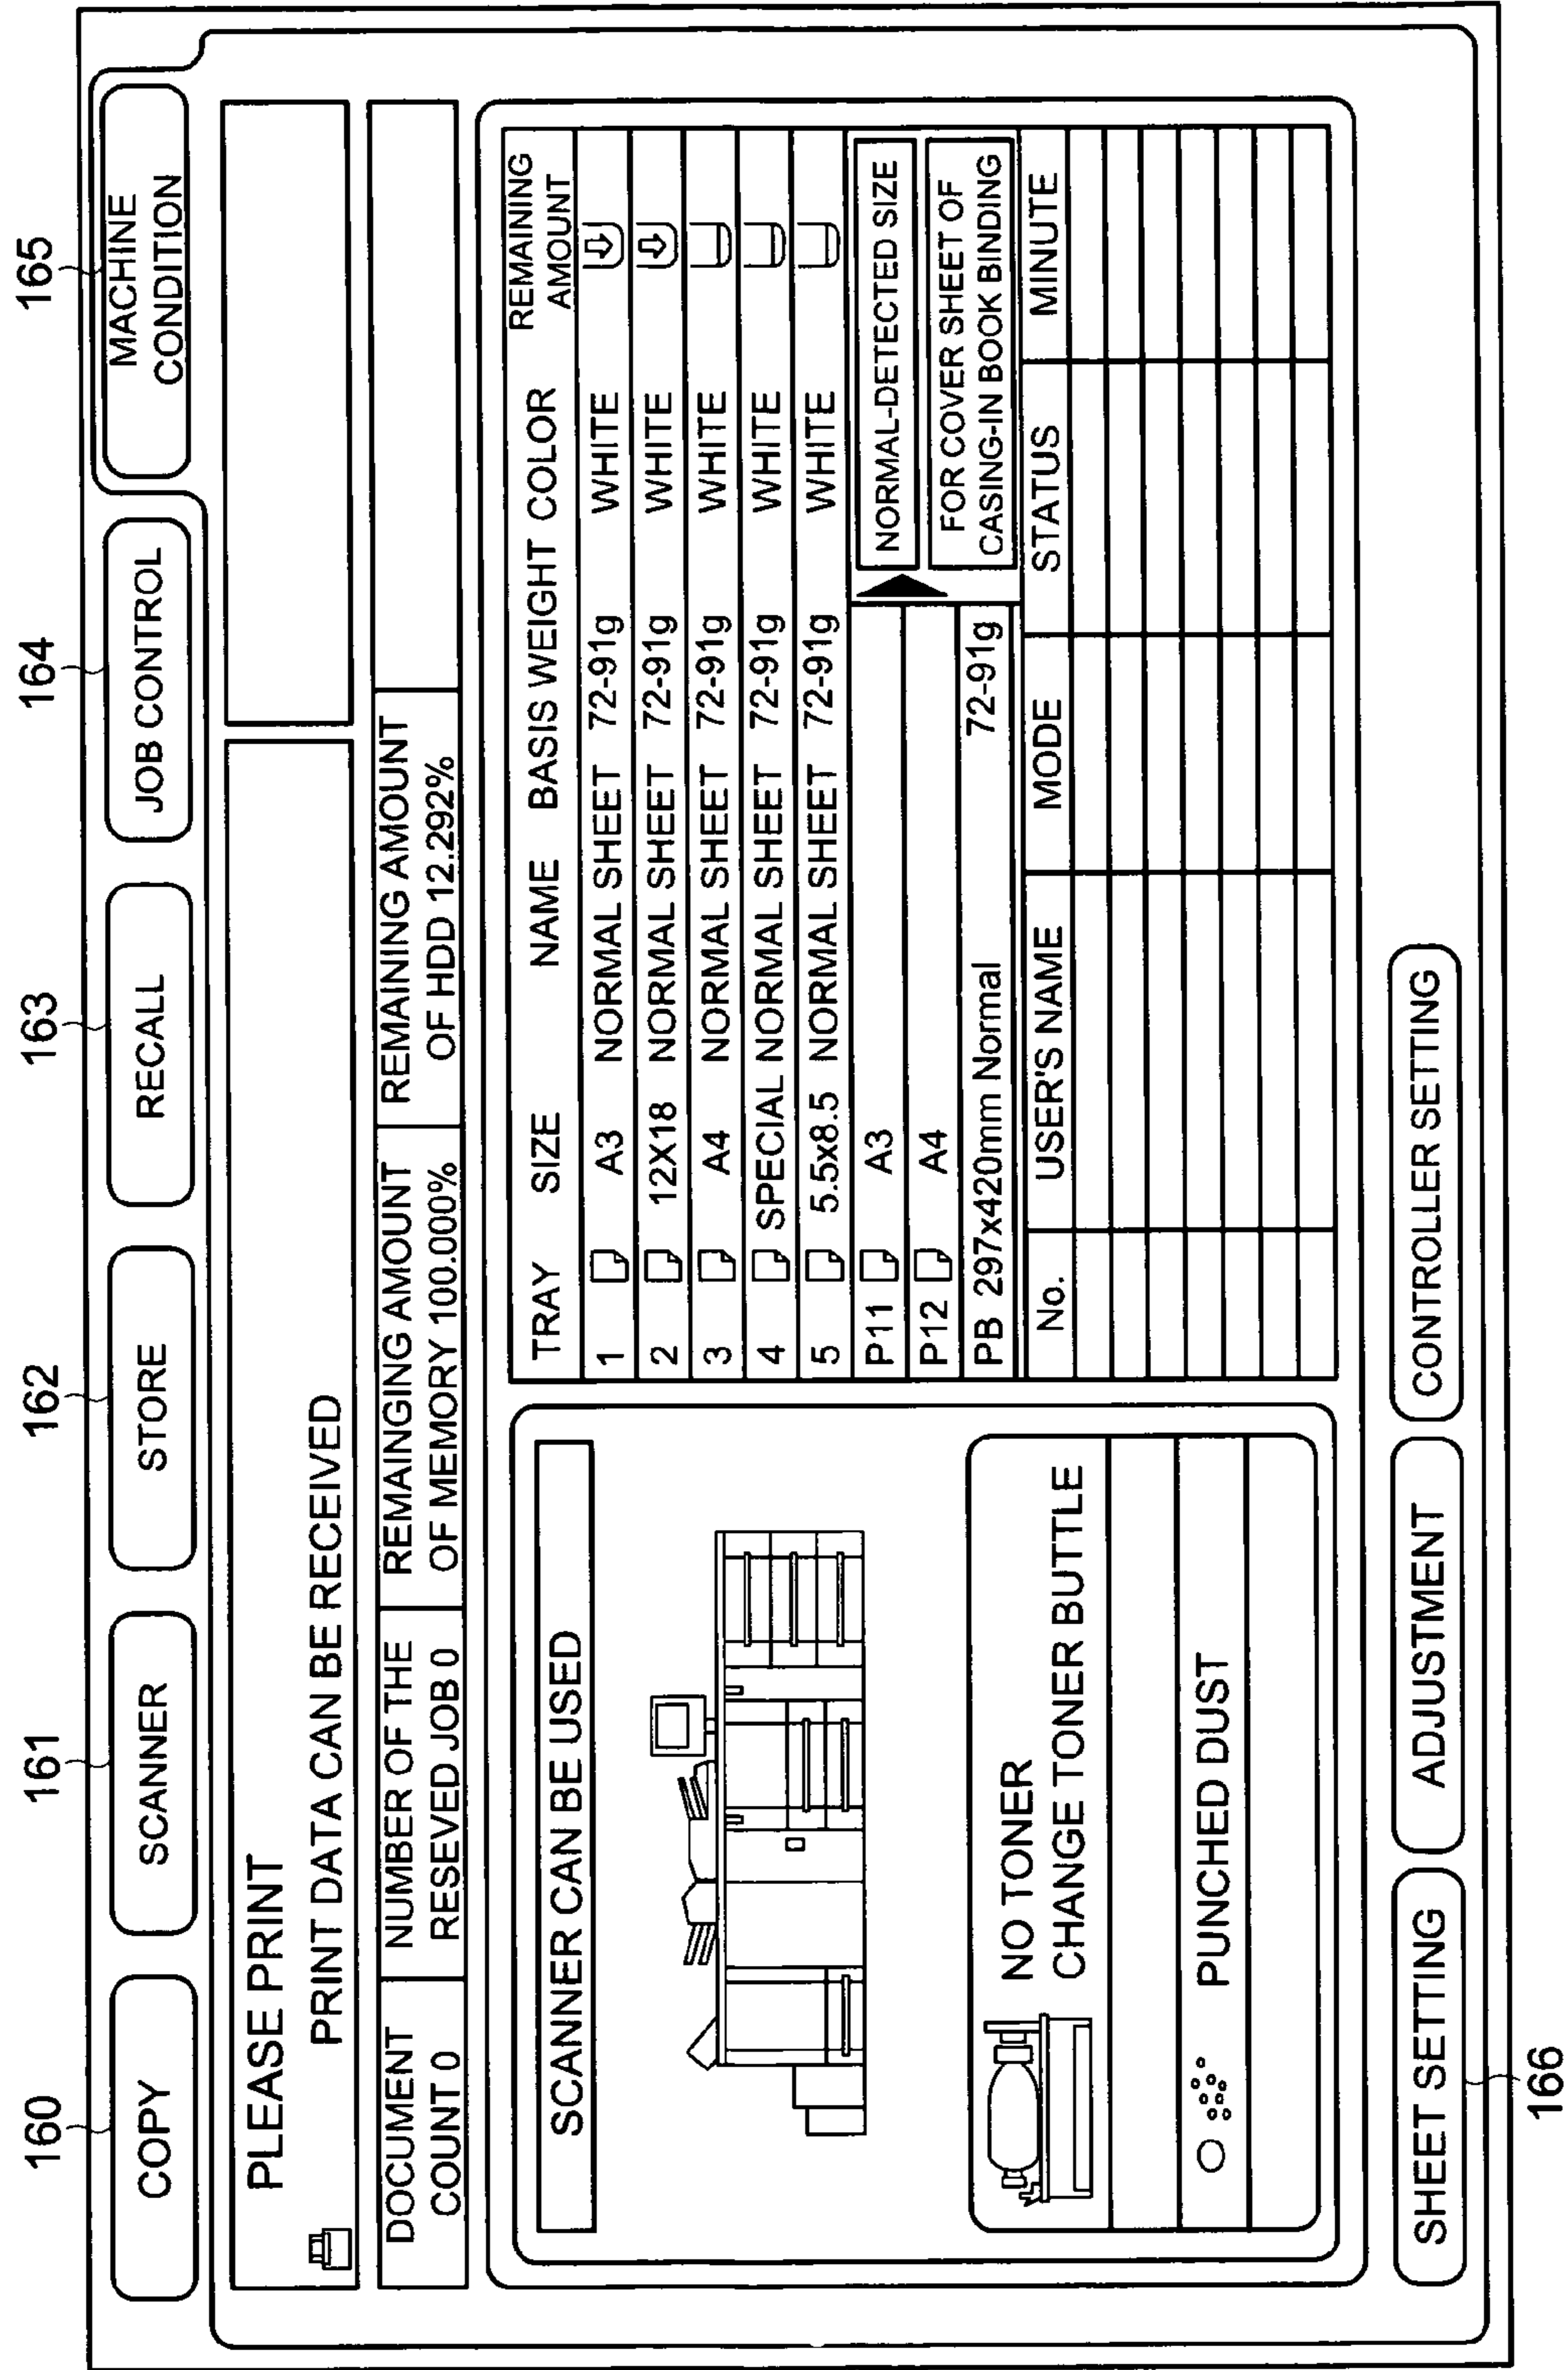 160 161 162 163 164 165
COPY SCANNER STORE RECALL JOB CONTROL MACHINE
CONDITION
PLEASE PRINT
PRINT DATA CAN BE RECEIVED
DOCUMENT NUMBER OF THE REMAINING AMOUNT REMAINING AMOUNT
COUNT 0 RESEVED JOB 0 OF MEMORY 100.000% OF HDD 12.292%
SCANNER CAN BE USED
NO TONER
CHANGE TONER BUTTLE
PUNCHED DUST
TRAY SIZE NAME BASIS WEIGHT COLOR REMAINING
AMOUNT
1 A3 NORMAL SHEET 72-91g WHITE
2 12X18 NORMAL SHEET 72-91g WHITE
3 A4 NORMAL SHEET 72-91g WHITE
4 SPECIAL NORMAL SHEET 72-91g WHITE
5 5.5x8.5 NORMAL SHEET 72-91g WHITE
P11 A3
P12 A4
PB 297x420mm Normal 72-91g
NORMAL-DETECTED SIZE
FOR COVER SHEET OF
CASING-IN BOOK BINDING
No. USER'S NAME MODE STATUS MINUTE
SHEET SETTING ADJUSTMENT CONTROLLER SETTING
166